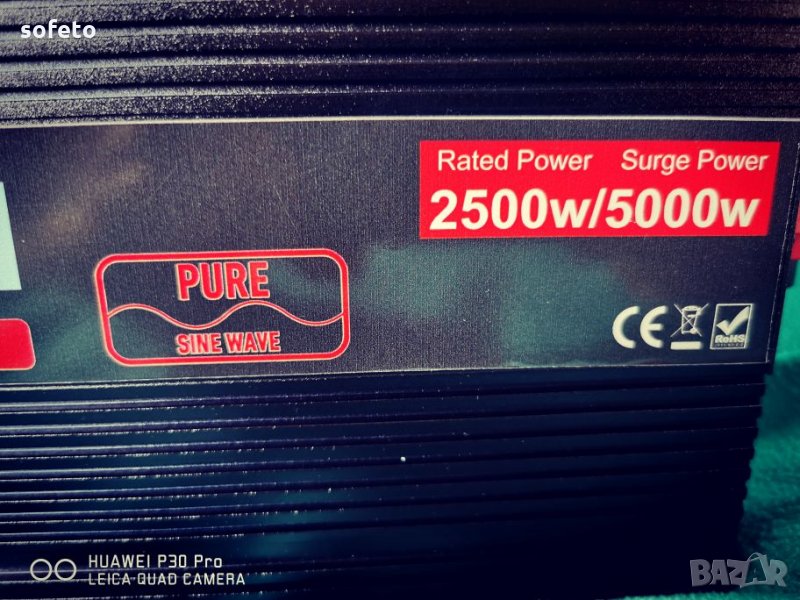 sofeto
Rated Power Surge Power
2500w/5000w
PURE
SINE WAVE
CE
RoHS
HUAWEI P30 Pro
LEICA QUAD CAMERA
BAZAR